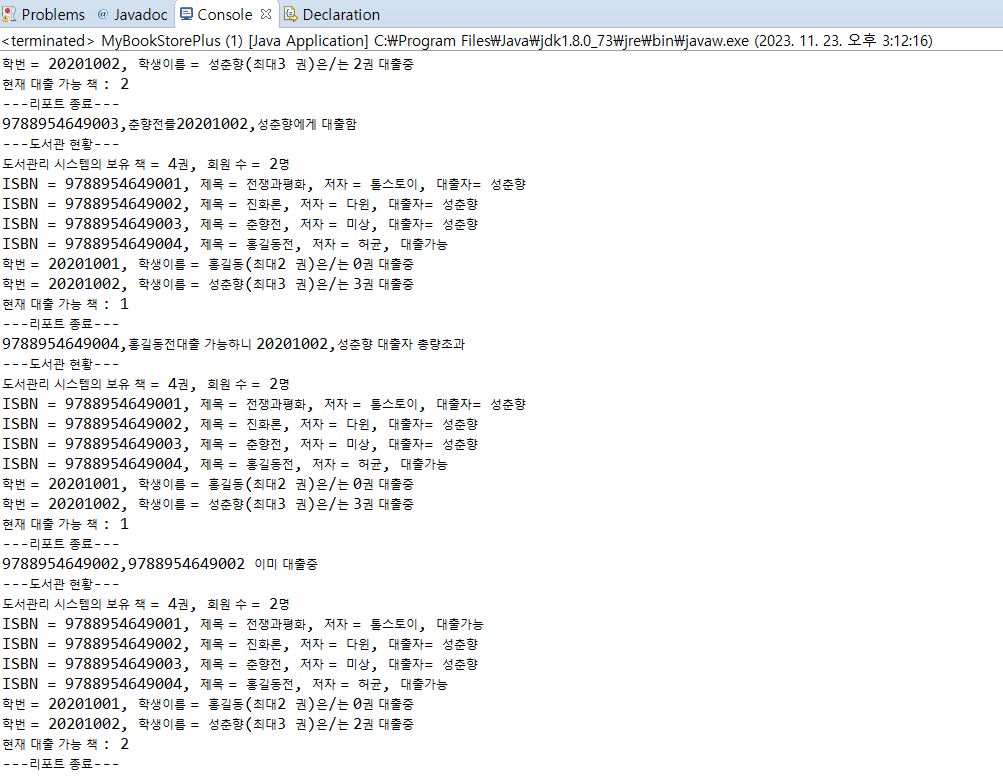 Problems @ Javadoc Console Declaration
<terminated> MyBookStorePlus (1) [Java Application] C:₩Program Files₩Java₩jdk1.8.0_73₩jre₩bin₩javaw.exe (2023. 11. 23. 오후 3:12:16)
학번 = 20201002, 학생이름 = 성춘향(최대3 권)은/는 2권 대출중
현재 대출 가능 책 : 2
---리포트 종료---
9788954649003,춘향전를20201002,성춘향에게 대출함
---도서관 현황---
도서관리 시스템의 보유 책 = 4권, 회원 수 = 2명
ISBN = 9788954649001, 제목 = 전쟁과평화, 저자 = 톨스토이, 대출자= 성춘향
ISBN = 9788954649002, 제목 = 진화론, 저자 = 다윈, 대출자= 성춘향
ISBN = 9788954649003, 제목 = 춘향전, 저자 = 미상, 대출자= 성춘향
ISBN = 9788954649004, 제목 = 홍길동전, 저자 = 허균, 대출가능
학번 = 20201001, 학생이름 = 홍길동(최대2 권)은/는 0권 대출중
학번 = 20201002, 학생이름 = 성춘향(최대3 권)은/는 3권 대출중
현재 대출 가능 책 : 1
---리포트 종료---
9788954649004,홍길동전대출 가능하니 20201002,성춘향 대출자 총량초과
---도서관 현황---
도서관리 시스템의 보유 책 = 4권, 회원 수 = 2명
ISBN = 9788954649001, 제목 = 전쟁과평화, 저자 = 톨스토이, 대출자= 성춘향
ISBN = 9788954649002, 제목 = 진화론, 저자 = 다윈, 대출자= 성춘향
ISBN = 9788954649003, 제목 = 춘향전, 저자 = 미상, 대출자= 성춘향
ISBN = 9788954649004, 제목 = 홍길동전, 저자 = 허균, 대출가능
학번 = 20201001, 학생이름 = 홍길동(최대2 권)은/는 0권 대출중
학번 = 20201002, 학생이름 = 성춘향(최대3 권)은/는 3권 대출중
현재 대출 가능 책 : 1
---리포트 종료---
9788954649002,9788954649002 이미 대출중
---도서관 현황---
도서관리 시스템의 보유 책 = 4권, 회원 수 = 2명
ISBN = 9788954649001, 제목 = 전쟁과평화, 저자 = 톨스토이, 대출가능
ISBN = 9788954649002, 제목 = 진화론, 저자 = 다윈, 대출자= 성춘향
ISBN = 9788954649003, 제목 = 춘향전, 저자 = 미상, 대출자= 성춘향
ISBN = 9788954649004, 제목 = 홍길동전, 저자 = 허균, 대출가능
학번 = 20201001, 학생이름 = 홍길동(최대2 권)은/는 0권 대출중
학번 = 20201002, 학생이름 = 성춘향(최대3 권)은/는 2권 대출중
현재 대출 가능 책 : 2
---리포트 종료---